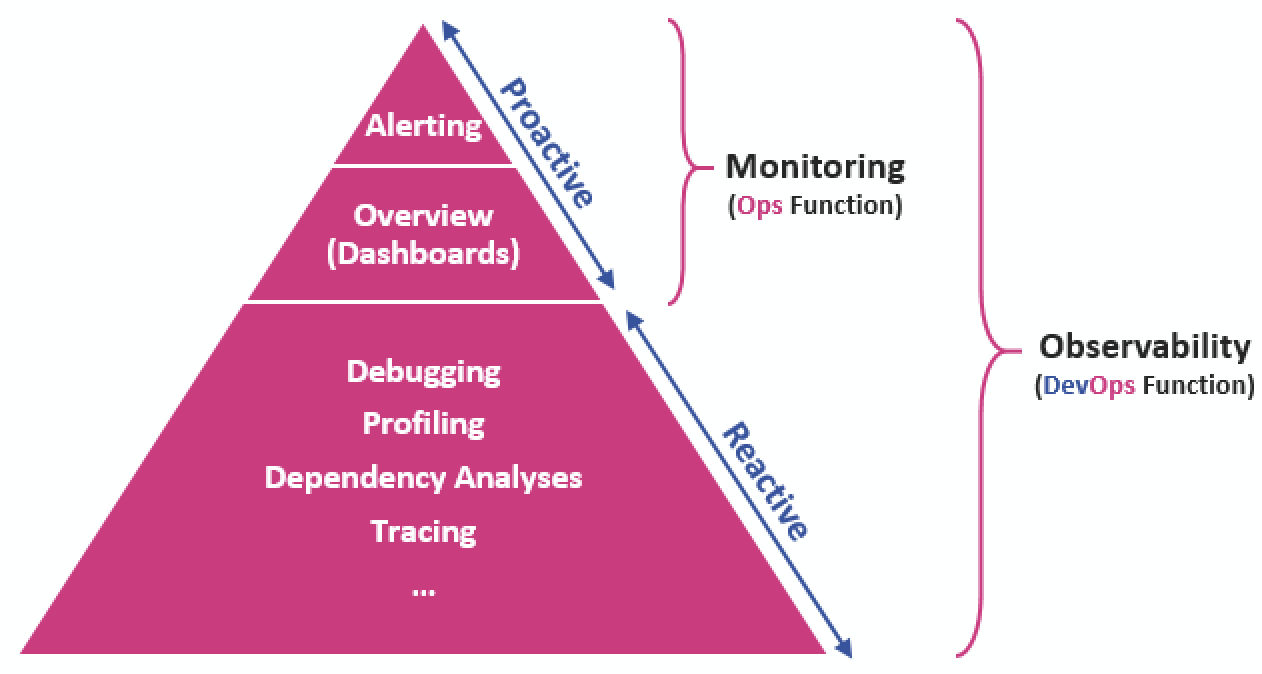 Alerting
Overview
(Dashboards)
Debugging
Profiling
Dependency Analyses
Tracing
...
Proactive
Reactive
Monitoring
(Ops Function)
Observability
(DevOps Function)